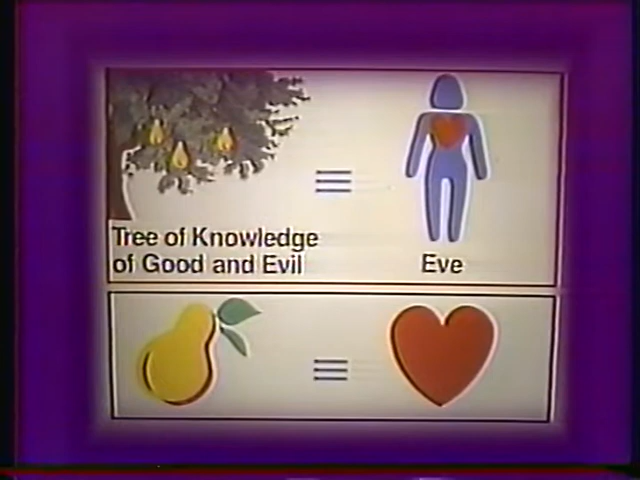 Tree of Knowledge
of Good and Evil
≡
Eve
≡